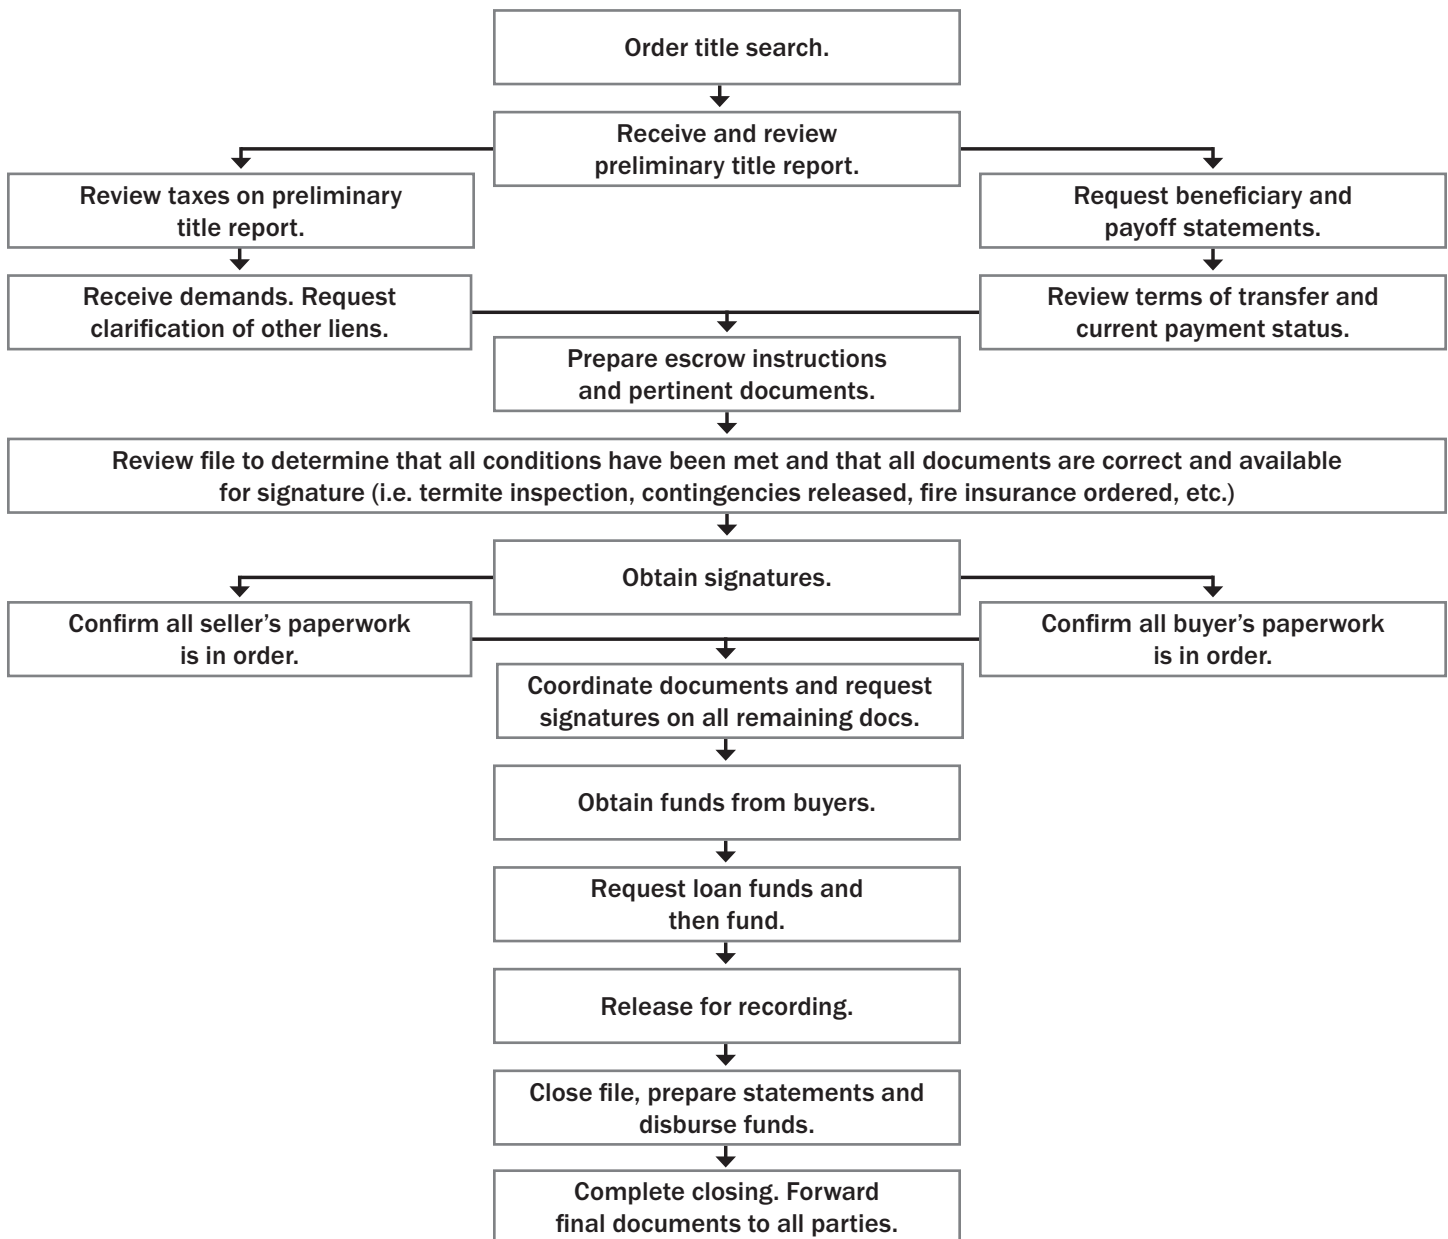 Order title search.
Receive and review
preliminary title report.
Review taxes on preliminary
title report.
Request beneficiary and
payoff statements.
Receive demands. Request
clarification of other liens.
Review terms of transfer and
current payment status.
Prepare escrow instructions
and pertinent documents.
Review file to determine that all conditions have been met and that all documents are correct and available
for signature (i.e. termite inspection, contingencies released, fire insurance ordered, etc.)
Obtain signatures.
Confirm all seller's paperwork
is in order.
Confirm all buyer's paperwork
is in order.
Coordinate documents and request
signatures on all remaining docs.
Obtain funds from buyers.
Request loan funds and
then fund.
Release for recording.
Close file, prepare statements and
disburse funds.
Complete closing. Forward
final documents to all parties.